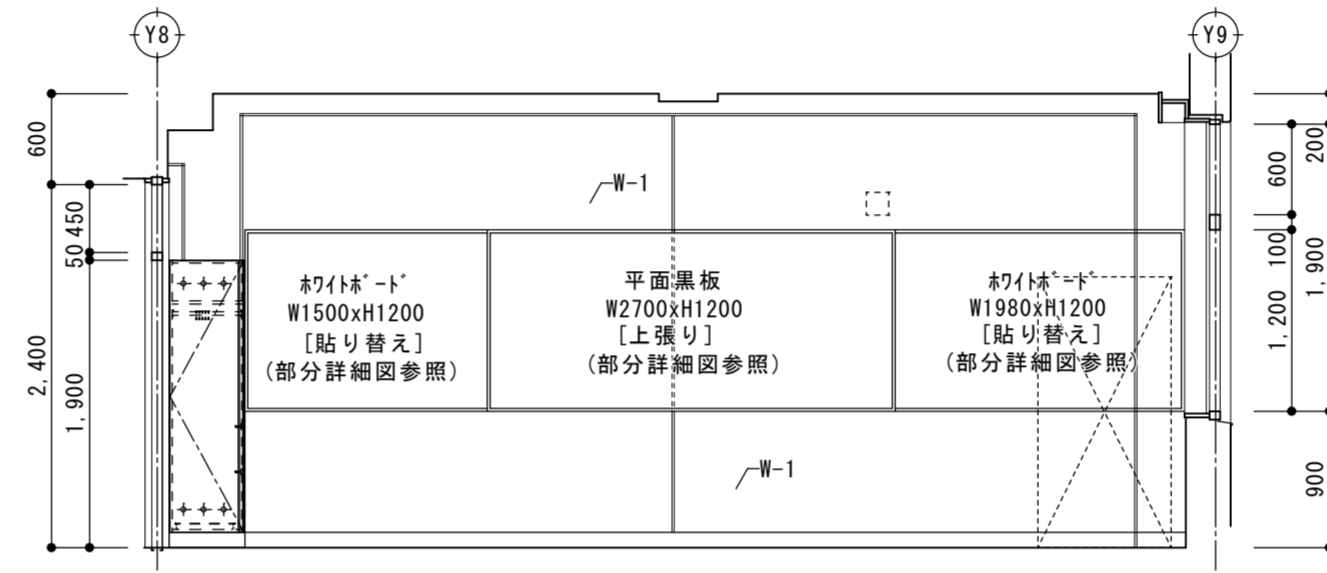 Y8
Y9
600
2,400
450
50
1,900
W-1
ﾎﾜｲﾄﾎﾞｰﾄﾞ
W1500xH1200
[貼り替え]
(部分詳細図参照)
平面黒板
W2700xH1200
[上張り]
(部分詳細図参照)
ﾎﾜｲﾄﾎﾞｰﾄﾞ
W1980xH1200
[貼り替え]
(部分詳細図参照)
W-1
600
100
1,200
200
1,900
900